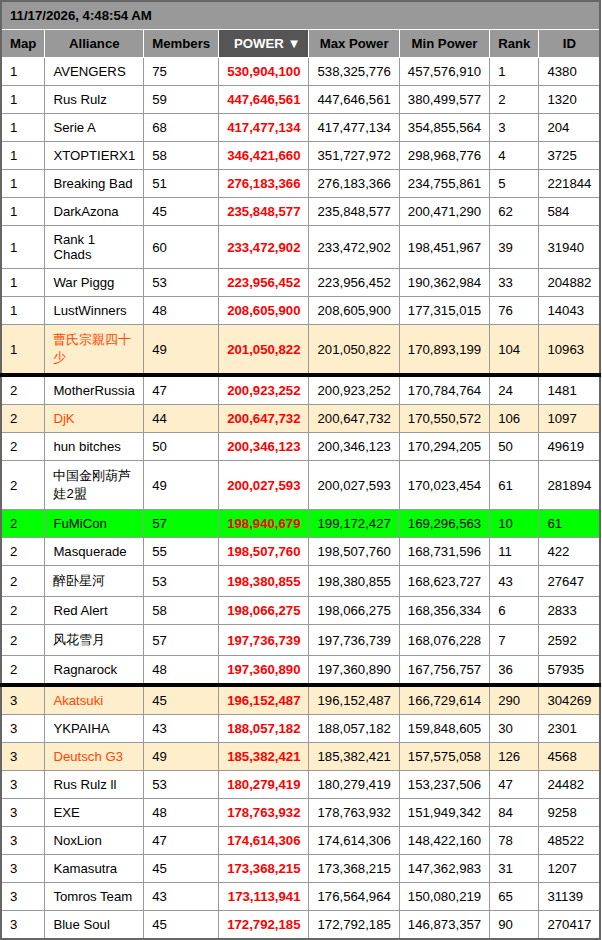 11/17/2026, 4:48:54 AM
Map Alliance Members POWER ▼ Max Power Min Power Rank ID
1 AVENGERS 75 530,904,100 538,325,776 457,576,910 1 4380
1 Rus Rulz 59 447,646,561 447,646,561 380,499,577 2 1320
1 Serie A 68 417,477,134 417,477,134 354,855,564 3 204
1 XTOPTIERX1 58 346,421,660 351,727,972 298,968,776 4 3725
1 Breaking Bad 51 276,183,366 276,183,366 234,755,861 5 221844
1 DarkAzona 45 235,848,577 235,848,577 200,471,290 62 584
1 Rank 1 Chads 60 233,472,902 233,472,902 198,451,967 39 31940
1 War Piggg 53 223,956,452 223,956,452 190,362,984 33 204882
1 LustWinners 48 208,605,900 208,605,900 177,315,015 76 14043
1 曹氏宗親四十少 49 201,050,822 201,050,822 170,893,199 104 10963
2 MotherRussia 47 200,923,252 200,923,252 170,784,764 24 1481
2 DjK 44 200,647,732 200,647,732 170,550,572 106 1097
2 hun bitches 50 200,346,123 200,346,123 170,294,205 50 49619
2 中国金刚葫芦娃2盟 49 200,027,593 200,027,593 170,023,454 61 281894
2 FuMiCon 57 198,940,679 199,172,427 169,296,563 10 61
2 Masquerade 55 198,507,760 198,507,760 168,731,596 11 422
2 醉卧星河 53 198,380,855 198,380,855 168,623,727 43 27647
2 Red Alert 58 198,066,275 198,066,275 168,356,334 6 2833
2 风花雪月 57 197,736,739 197,736,739 168,076,228 7 2592
2 Ragnarock 48 197,360,890 197,360,890 167,756,757 36 57935
3 Akatsuki 45 196,152,487 196,152,487 166,729,614 290 304269
3 YKPAIHA 43 188,057,182 188,057,182 159,848,605 30 2301
3 Deutsch G3 49 185,382,421 185,382,421 157,575,058 126 4568
3 Rus Rulz ll 53 180,279,419 180,279,419 153,237,506 47 24482
3 EXE 48 178,763,932 178,763,932 151,949,342 84 9258
3 NoxLion 47 174,614,306 174,614,306 148,422,160 78 48522
3 Kamasutra 45 173,368,215 173,368,215 147,362,983 31 1207
3 Tomros Team 43 173,113,941 176,564,964 150,080,219 65 31139
3 Blue Soul 45 172,792,185 172,792,185 146,873,357 90 270417